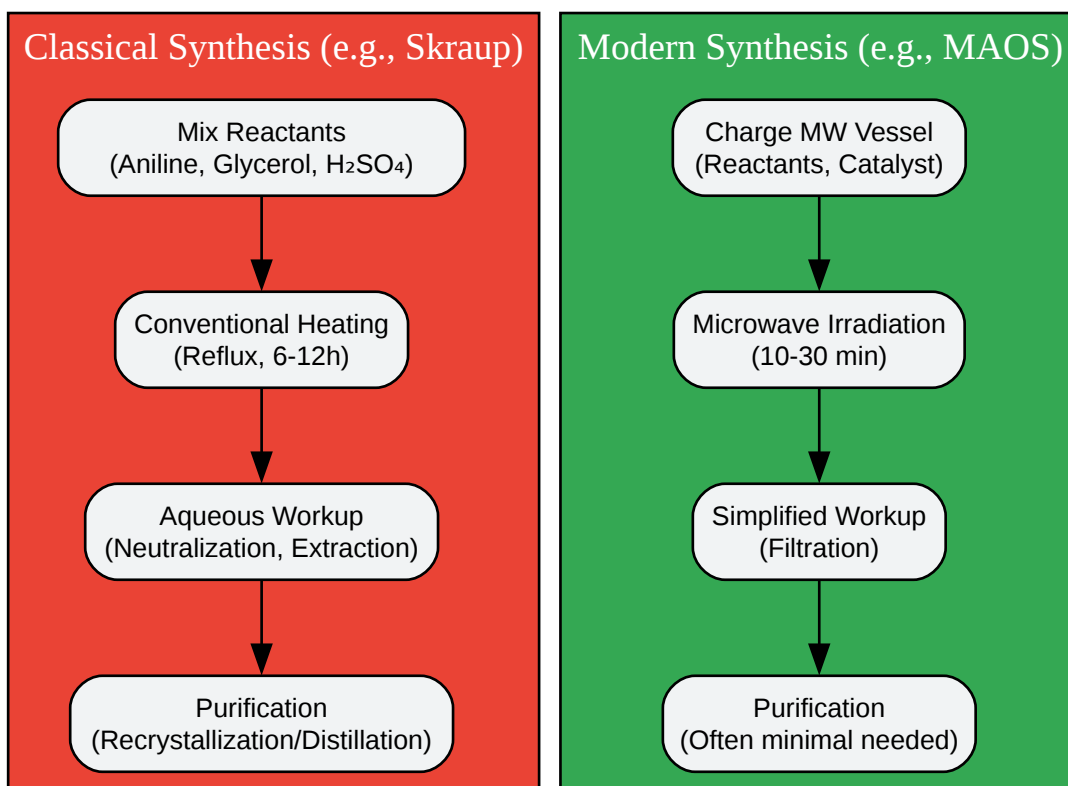 Classical Synthesis (e.g., Skraup)
Mix Reactants
(Aniline, Glycerol, H₂SO₄)
Conventional Heating
(Reflux, 6-12h)
Aqueous Workup
(Neutralization, Extraction)
Purification
(Recrystallization/Distillation)
Modern Synthesis (e.g., MAOS)
Charge MW Vessel
(Reactants, Catalyst)
Microwave Irradiation
(10-30 min)
Simplified Workup
(Filtration)
Purification
(Often minimal needed)